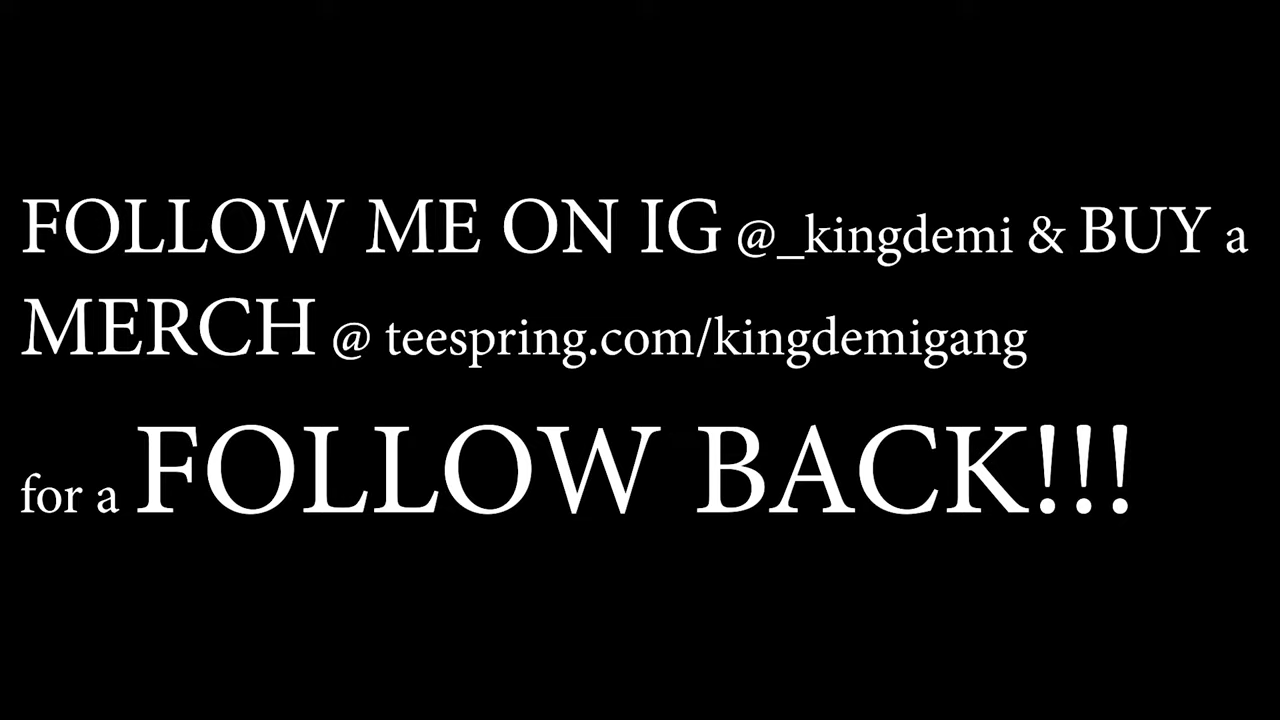 FOLLOW ME ON IG @_kingdemi & BUY a
MERCH @ teespring.com/kingdemigang
for a FOLLOW BACK!!!